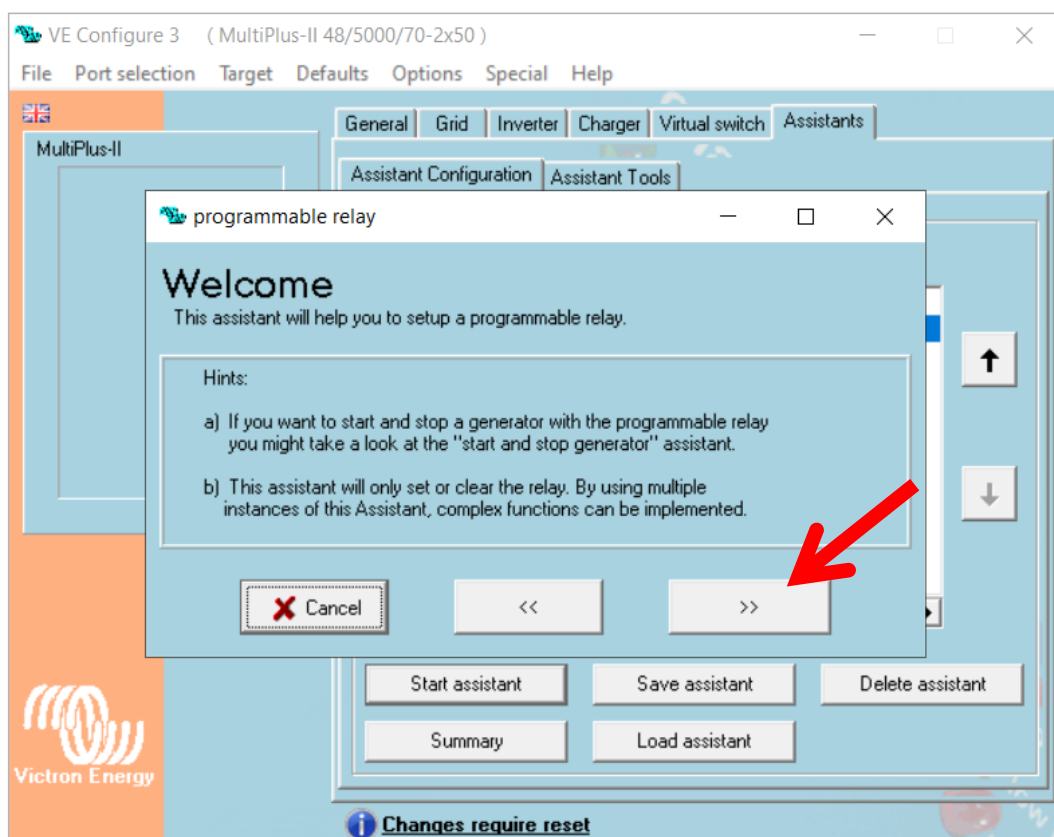 VE Configure 3 ( MultiPlus-II 48/5000/70-2x50 )
File Port selection Target Defaults Options Special Help
General Grid Inverter Charger Virtual switch Assistants
MultiPlus-II
Assistant Configuration Assistant Tools
programmable relay
Welcome
This assistant will help you to setup a programmable relay.
Hints:
a) If you want to start and stop a generator with the programmable relay
you might take a look at the "start and stop generator" assistant.
b) This assistant will only set or clear the relay. By using multiple
instances of this Assistant, complex functions can be implemented.
Cancel << >>
Start assistant Save assistant Delete assistant
Summary Load assistant
Victron Energy
Changes require reset